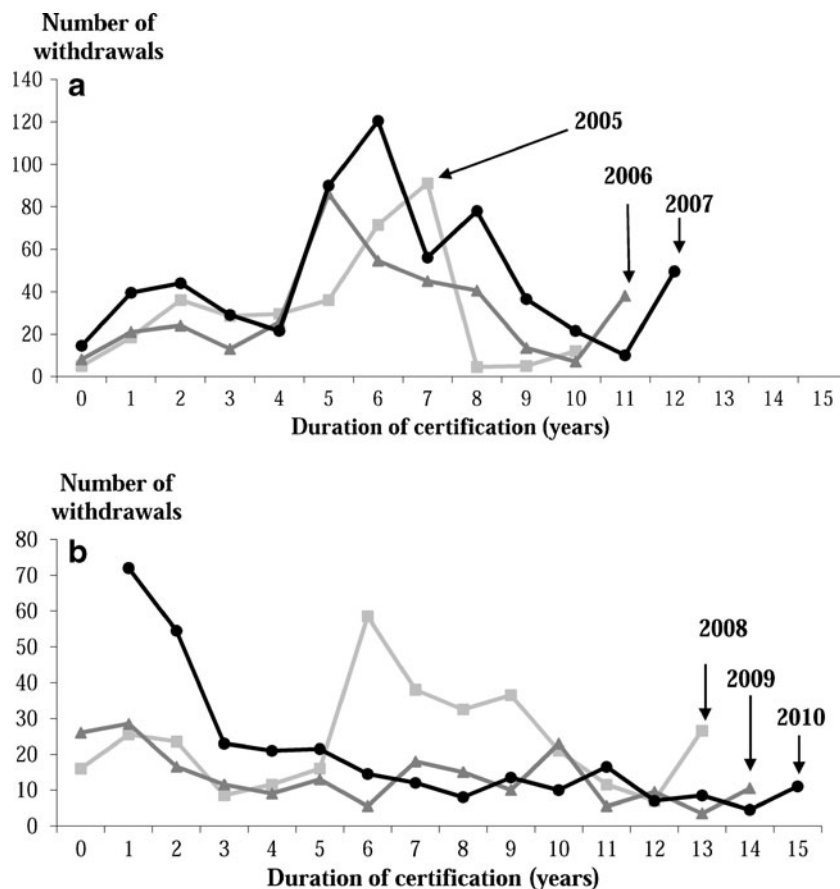 Number of
withdrawals
a
140
120
100
80
60
40
20
0
2005
2006
2007
0 1 2 3 4 5 6 7 8 9 10 11 12 13 14 15
Duration of certification (years)
Number of
withdrawals
b
80
70
60
50
40
30
20
10
0
2008
2009
2010
0 1 2 3 4 5 6 7 8 9 10 11 12 13 14 15
Duration of certification (years)